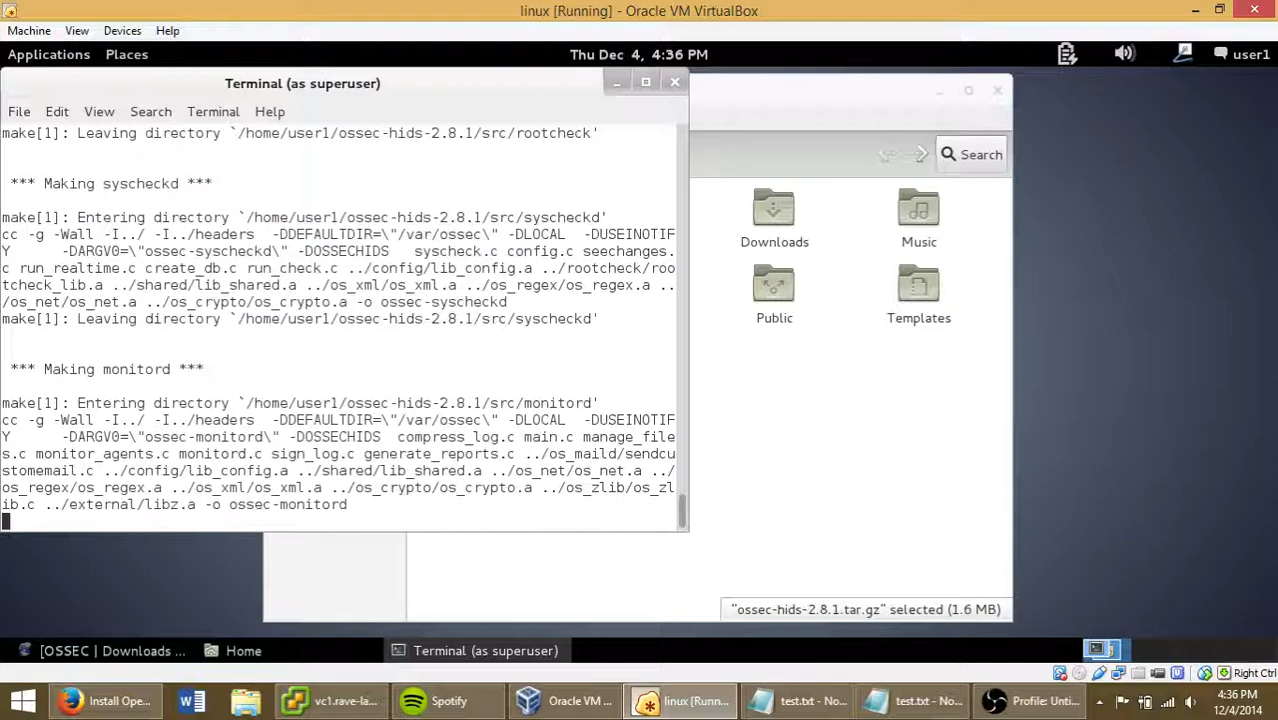 linux [Running] - Oracle VM VirtualBox
Machine View Devices Help
Applications Places Thu Dec 4, 4:36 PM user1
Terminal (as superuser)
File Edit View Search Terminal Help
make[1]: Leaving directory `/home/user1/ossec-hids-2.8.1/src/rootcheck'
*** Making syscheckd ***
make[1]: Entering directory `/home/user1/ossec-hids-2.8.1/src/syscheckd'
cc -g -Wall -I../ -I../headers  -DDEFAULTDIR=\"/var/ossec\" -DLOCAL  -DUSEINOTIF
Y      -DARGV0=\"ossec-syscheckd\" -DOSSECHIDS   syscheck.c config.c seechanges.
c run_realtime.c create_db.c run_check.c ../config/lib_config.a ../rootcheck/roo
tcheck_lib.a ../shared/lib_shared.a ../os_xml/os_xml.a ../os_regex/os_regex.a ..
/os_net/os_net.a ../os_crypto/os_crypto.a -o ossec-syscheckd
make[1]: Leaving directory `/home/user1/ossec-hids-2.8.1/src/syscheckd'
*** Making monitord ***
make[1]: Entering directory `/home/user1/ossec-hids-2.8.1/src/monitord'
cc -g -Wall -I../ -I../headers  -DDEFAULTDIR=\"/var/ossec\" -DLOCAL  -DUSEINOTIF
Y      -DARGV0=\"ossec-monitord\" -DOSSECHIDS  compress_log.c main.c manage_file
s.c monitor_agents.c monitord.c sign_log.c generate_reports.c ../os_maild/sendcu
stomemail.c ../config/lib_config.a ../shared/lib_shared.a ../os_net/os_net.a ../
os_regex/os_regex.a ../os_xml/os_xml.a ../os_crypto/os_crypto.a ../os_zlib/os_zl
ib.c ../external/libz.a -o ossec-monitord
Search
Downloads Music
Public Templates
"ossec-hids-2.8.1.tar.gz" selected (1.6 MB)
[OSSEC | Downloads ... Home Terminal (as superuser)
Right Ctrl
Install Ope... vc1.rave-la... Spotify Oracle VM ... linux [Runn... test.txt - No... test.txt - No... Profile: Unti...
4:36 PM
12/4/2014